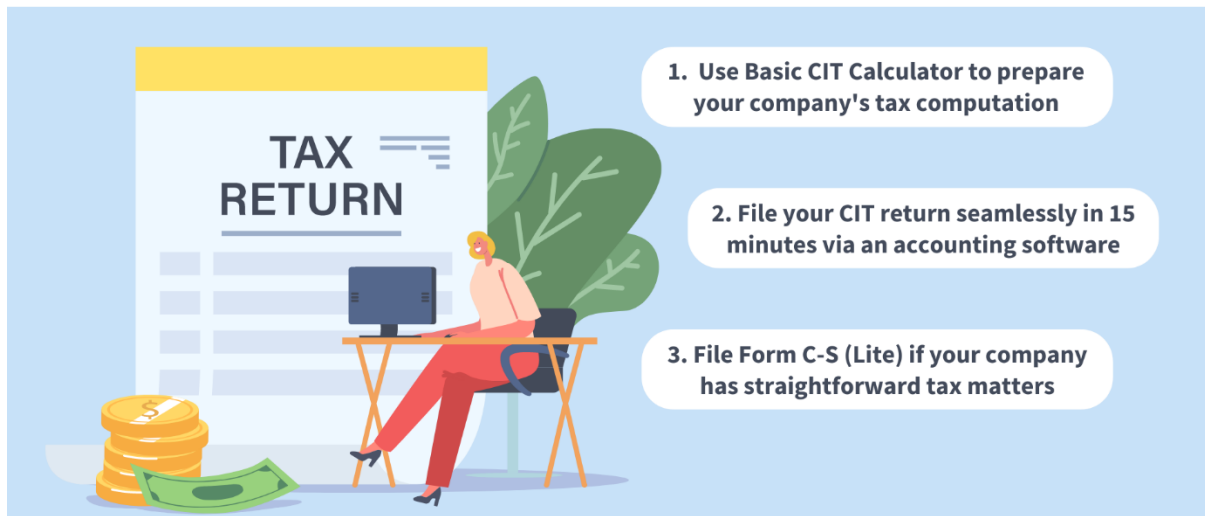 TAX
RETURN
1. Use Basic CIT Calculator to prepare
your company's tax computation
2. File your CIT return seamlessly in 15
minutes via an accounting software
3. File Form C-S (Lite) if your company
has straightforward tax matters
$